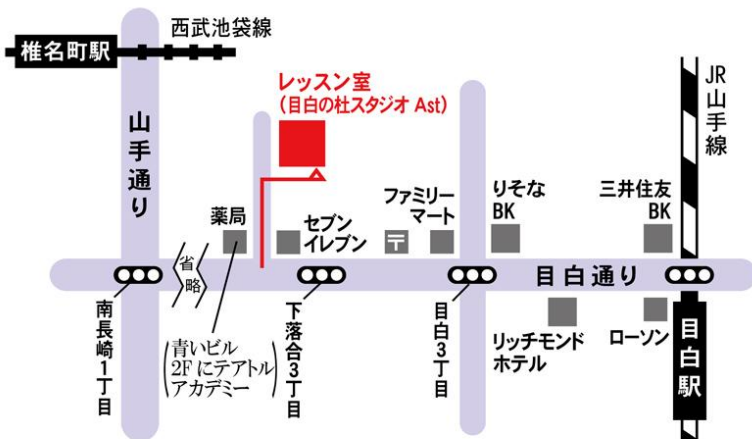 西武池袋線
椎名町駅
JR山手線
レッスン室
(目白の杜スタジオ Ast)
山手通り
薬局
セブン
イレブン
〒
ファミリー
マート
りそな
BK
三井住友
BK
省略
目白通り
南長崎1丁目
(青いビル
2Fにテアトル
アカデミー)
下落合3丁目
目白3丁目
リッチモンド
ホテル
ローソン
目白駅